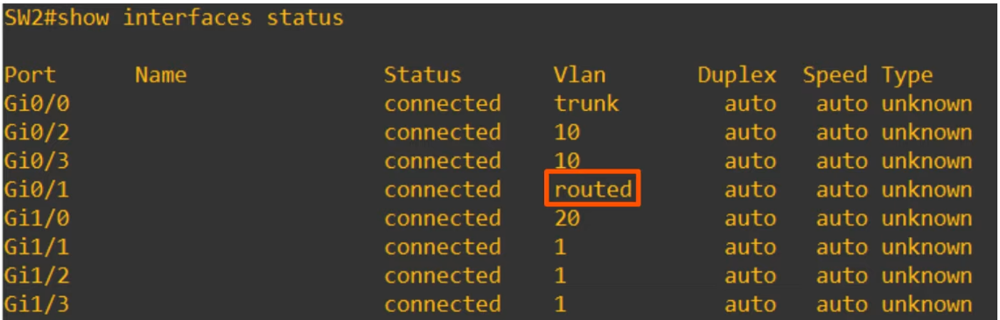 SW2#show interfaces status
Port Name Status Vlan Duplex Speed Type
Gi0/0 connected trunk auto auto unknown
Gi0/2 connected 10 auto auto unknown
Gi0/3 connected 10 auto auto unknown
Gi0/1 connected routed auto auto unknown
Gi1/0 connected 20 auto auto unknown
Gi1/1 connected 1 auto auto unknown
Gi1/2 connected 1 auto auto unknown
Gi1/3 connected 1 auto auto unknown